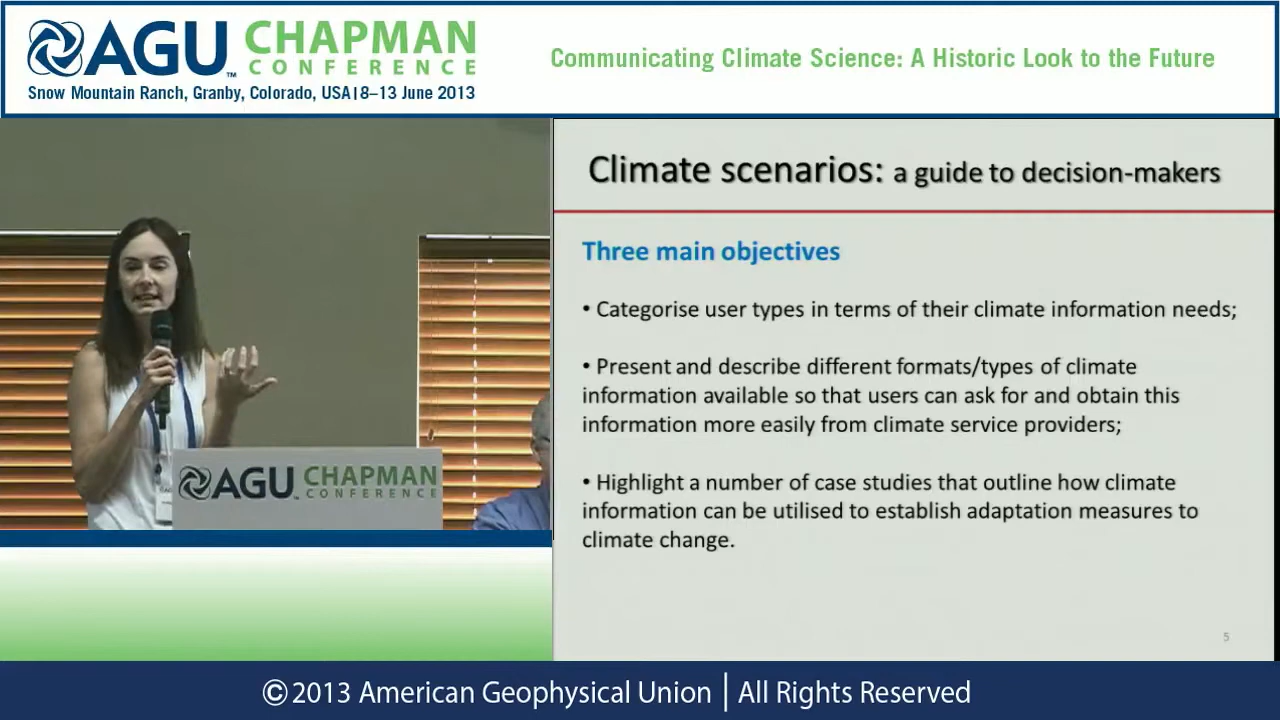 AGU™ CHAPMAN
CONFERENCE
Snow Mountain Ranch, Granby, Colorado, USA|8–13 June 2013
Communicating Climate Science: A Historic Look to the Future
Climate scenarios: a guide to decision-makers
Three main objectives
• Categorise user types in terms of their climate information needs;
• Present and describe different formats/types of climate
information available so that users can ask for and obtain this
information more easily from climate service providers;
• Highlight a number of case studies that outline how climate
information can be utilised to establish adaptation measures to
climate change.
5
AGU CHAPMAN
CONFERENCE
©2013 American Geophysical Union | All Rights Reserved